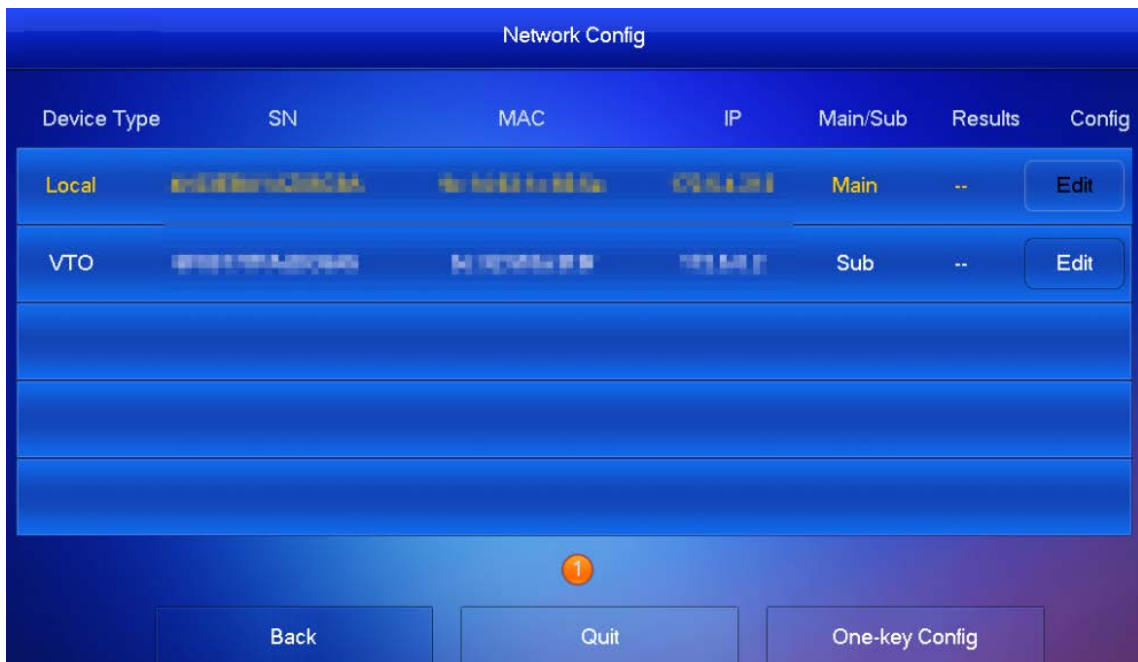 Network Config
Device Type SN MAC IP Main/Sub Results Config
Local Main -- Edit
VTO Sub -- Edit
1
Back Quit One-key Config